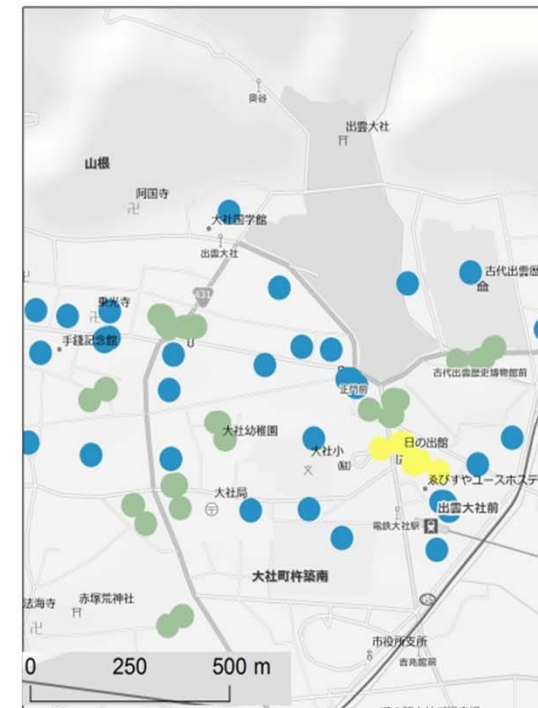 奥谷
出雲大社
山根
阿国寺
大社国学館
出雲大社
古代出雲歴
431
乗光寺
手錢記念館
古代出雲歴史博物館前
正門前
大社幼稚園
日の出館
大社小
(駐)
ゑびすやユースホステ
大社局
出雲大社前
電鉄大社駅
大社町杵築南
法海寺
赤塚荒神社
市役所支所
吉兆館前
0 250 500 m